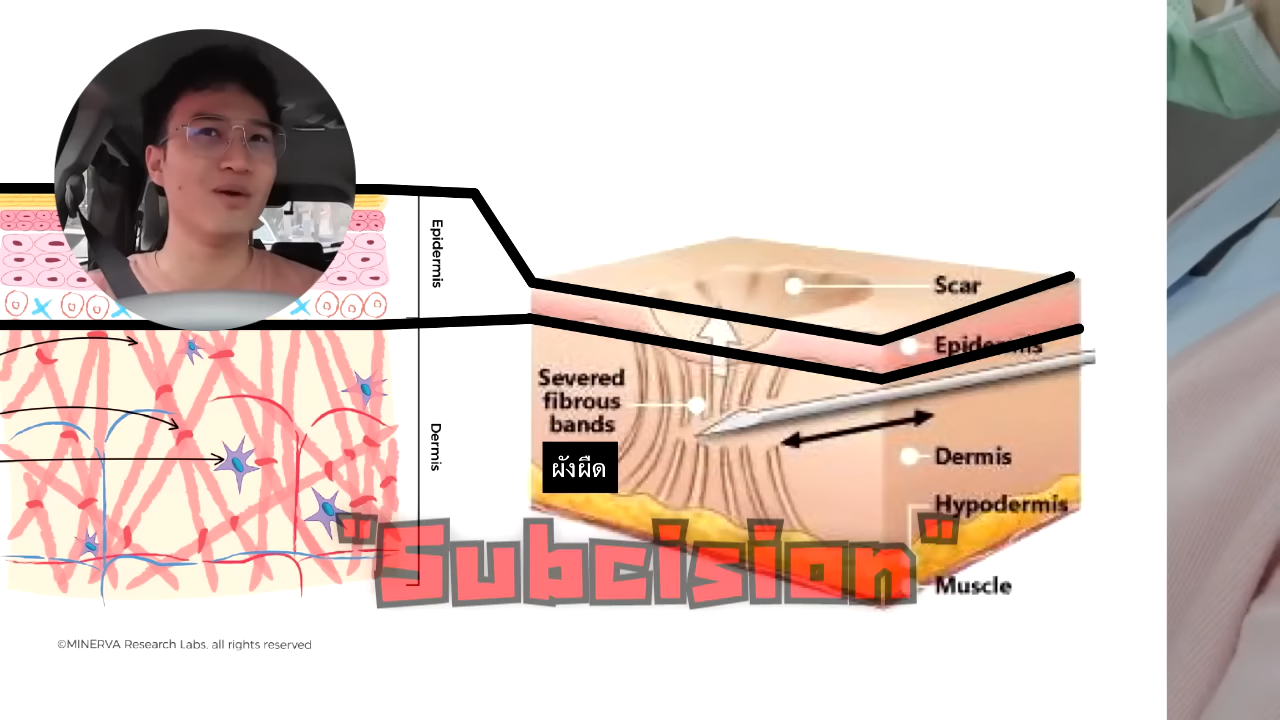 Epidermis
Dermis
Scar
Epidermis
Severed
fibrous
bands
ผังผืด
Dermis
Hypodermis
Muscle
"Subcision"
©MINERVA Research Labs. all rights reserved